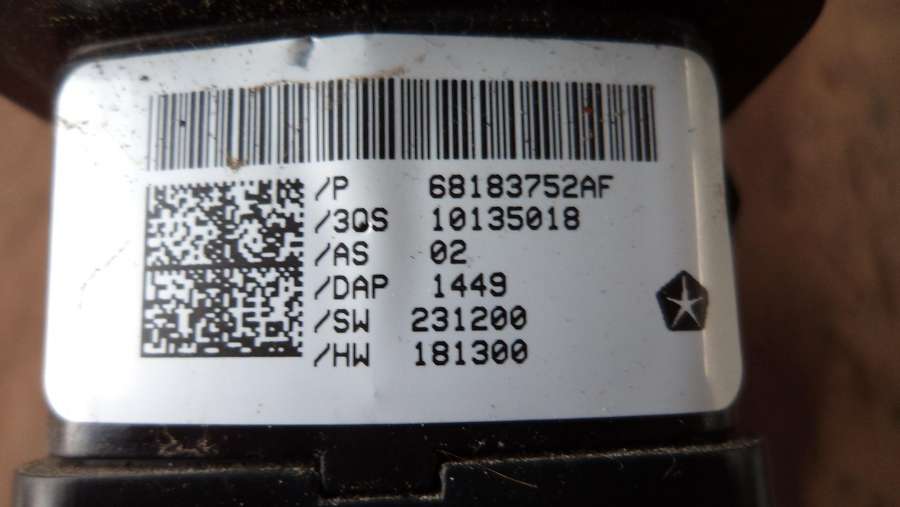 /P 68183752AF
/3QS 10135018
/AS 02
/DAP 1449
/SW 231200
/HW 181300